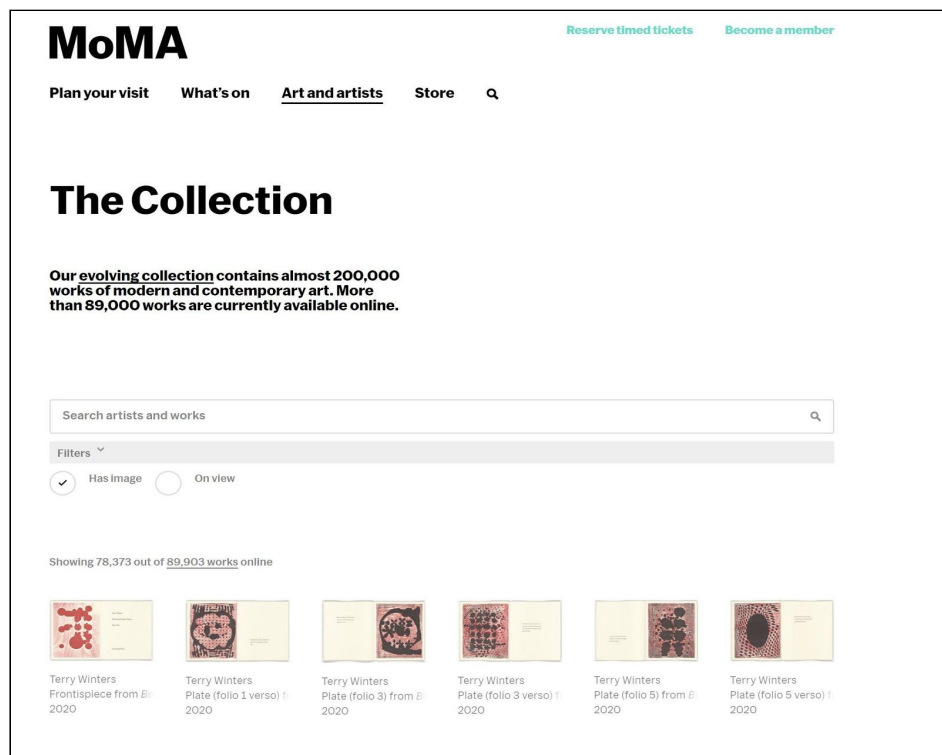 MoMA
Reserve timed tickets
Become a member
Plan your visit
What's on
Art and artists
Store
The Collection
Our evolving collection contains almost 200,000
works of modern and contemporary art. More
than 89,000 works are currently available online.
Search artists and works
Filters
Has image
On view
Showing 78,373 out of 89,903 works online
Terry Winters
Frontispiece from
2020
Terry Winters
Plate (folio 1 verso)
2020
Terry Winters
Plate (folio 3) from
2020
Terry Winters
Plate (folio 3 verso)
2020
Terry Winters
Plate (folio 5) from
2020
Terry Winters
Plate (folio 5 verso)
2020